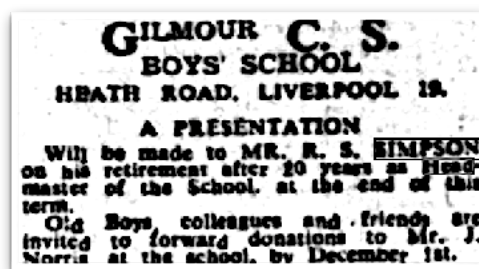 GILMOUR C. S.
BOYS' SCHOOL
HEATH ROAD, LIVERPOOL 19.
A PRESENTATION
Will be made to MR. R. S. SIMPSON
on his retirement after 20 years as Head-
master of the School, at the end of this
term.
Old Boys, colleagues and friends are
invited to forward donations to Mr. J.
Norris at the school, by December 1st.